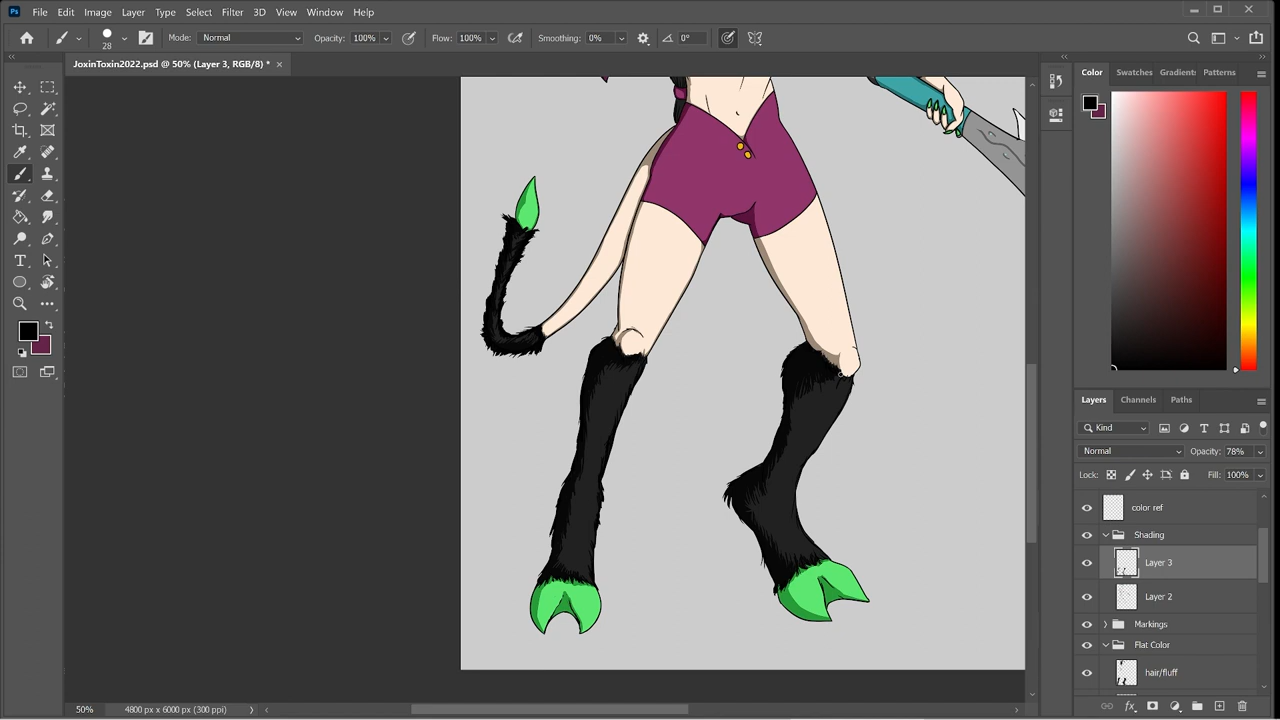 Ps File Edit Image Layer Type Select Filter 3D View Window Help
28 Mode: Normal Opacity: 100% Flow: 100% Smoothing: 0% 0°
JoxinToxin2022.psd @ 50% (Layer 3, RGB/8) *
Color Swatches Gradients Patterns
Layers Channels Paths
Kind
Normal Opacity: 78%
Lock: Fill: 100%
color ref
Shading
Layer 3
Layer 2
Markings
Flat Color
hair/fluff
50% 4800 px x 6000 px (300 ppi)